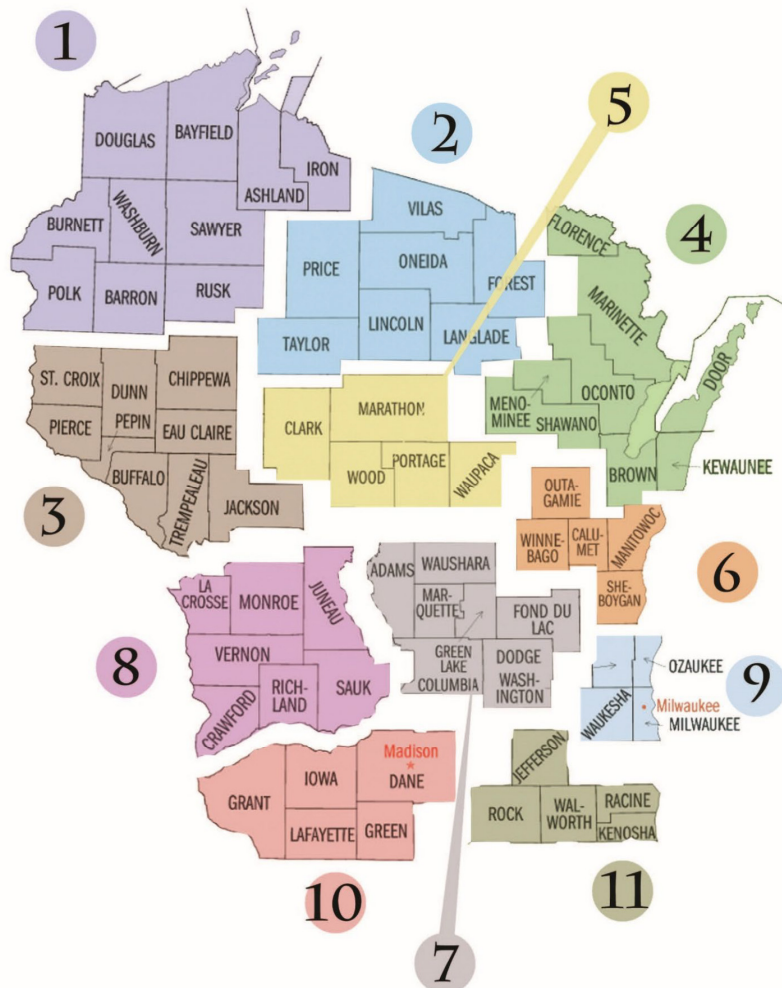 1
DOUGLAS
BAYFIELD
IRON
ASHLAND
BURNETT
WASHBURN
SAWYER
POLK
BARRON
RUSK
2
VILAS
PRICE
ONEIDA
FOREST
TAYLOR
LINCOLN
LANGLADE
5
4
FLORENCE
MARINETTE
DOOR
MENO-
MINEE
OCONTO
SHAWANO
BROWN
KEWAUNEE
ST. CROIX
DUNN
CHIPPEWA
PIERCE
PEPIN
EAU CLAIRE
BUFFALO
TREMPEALEAU
JACKSON
3
CLARK
MARATHON
WOOD
PORTAGE
WAUPACA
OUTA-
GAMIE
WINNE-
BAGO
CALU-
MET
MANITOWOC
SHE-
BOYGAN
6
LA
CROSSE
MONROE
JUNEAU
VERNON
CRAWFORD
RICH-
LAND
SAUK
8
ADAMS
WAUSHARA
MAR-
QUETTE
FOND DU
LAC
GREEN
LAKE
DODGE
COLUMBIA
WASH-
INGTON
OZAUKEE
9
WAUKESHA
Milwaukee
MILWAUKEE
GRANT
IOWA
Madison
DANE
LAFAYETTE
GREEN
10
JEFFERSON
ROCK
WAL-
WORTH
RACINE
KENOSHA
11
7